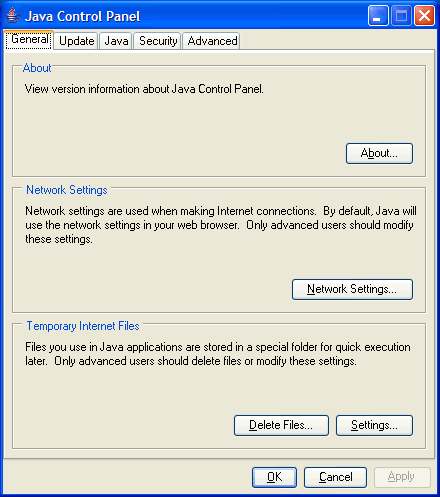 Java Control Panel
General Update Java Security Advanced
About
View version information about Java Control Panel.
About...
Network Settings
Network settings are used when making Internet connections. By default, Java will
use the network settings in your web browser. Only advanced users should modify
these settings.
Network Settings...
Temporary Internet Files
Files you use in Java applications are stored in a special folder for quick execution
later. Only advanced users should delete files or modify these settings.
Delete Files... Settings...
OK Cancel Apply